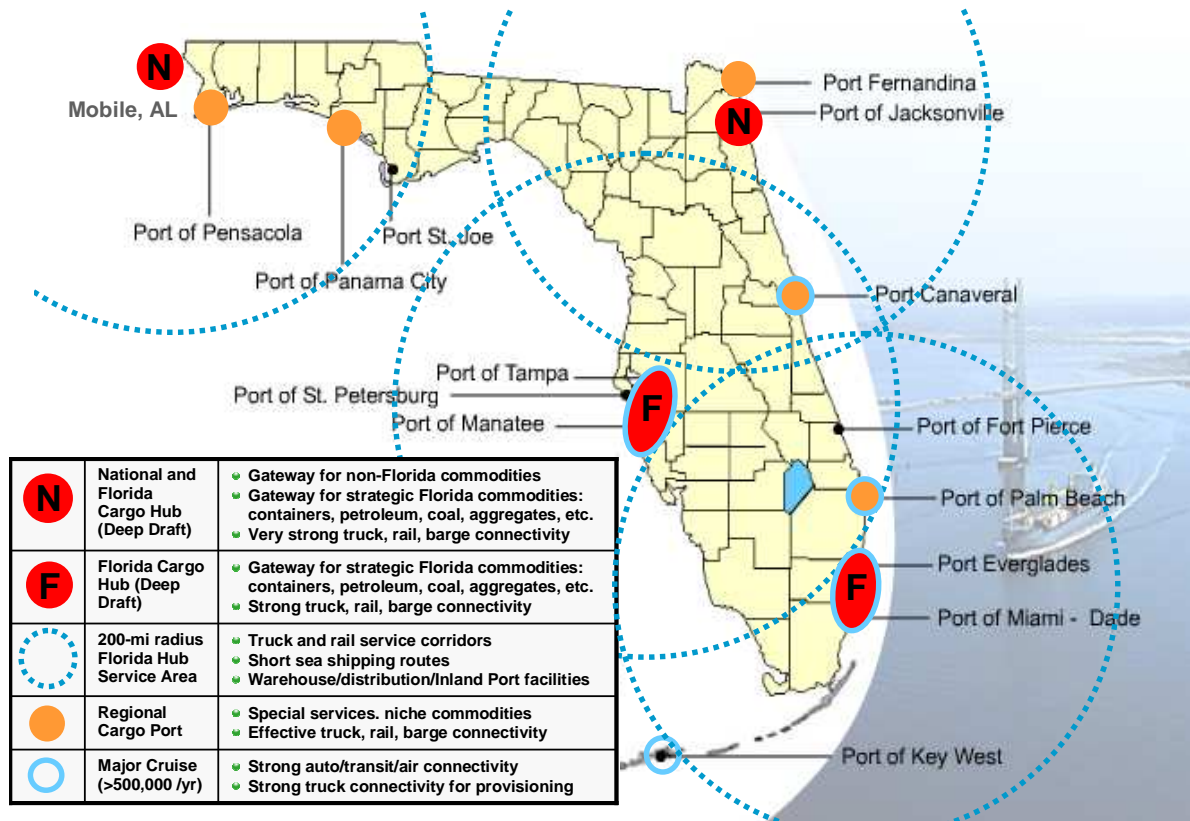 N
Mobile, AL
Port of Pensacola
Port of Panama City
Port St. Joe
Port Fernandina
N
Port of Jacksonville
Port Canaveral
Port of Tampa
Port of St. Petersburg
Port of Manatee
F
Port of Fort Pierce
Port of Palm Beach
Port Everglades
F
Port of Miami - Dade
Port of Key West
N
National and
Florida
Cargo Hub
(Deep Draft)
Gateway for non-Florida commodities
Gateway for strategic Florida commodities:
containers, petroleum, coal, aggregates, etc.
Very strong truck, rail, barge connectivity
F
Florida Cargo
Hub (Deep
Draft)
Gateway for strategic Florida commodities:
containers, petroleum, coal, aggregates, etc.
Strong truck, rail, barge connectivity
200-mi radius
Florida Hub
Service Area
Truck and rail service corridors
Short sea shipping routes
Warehouse/distribution/Inland Port facilities
Regional
Cargo Port
Special services. niche commodities
Effective truck, rail, barge connectivity
Major Cruise
(>500,000 /yr)
Strong auto/transit/air connectivity
Strong truck connectivity for provisioning